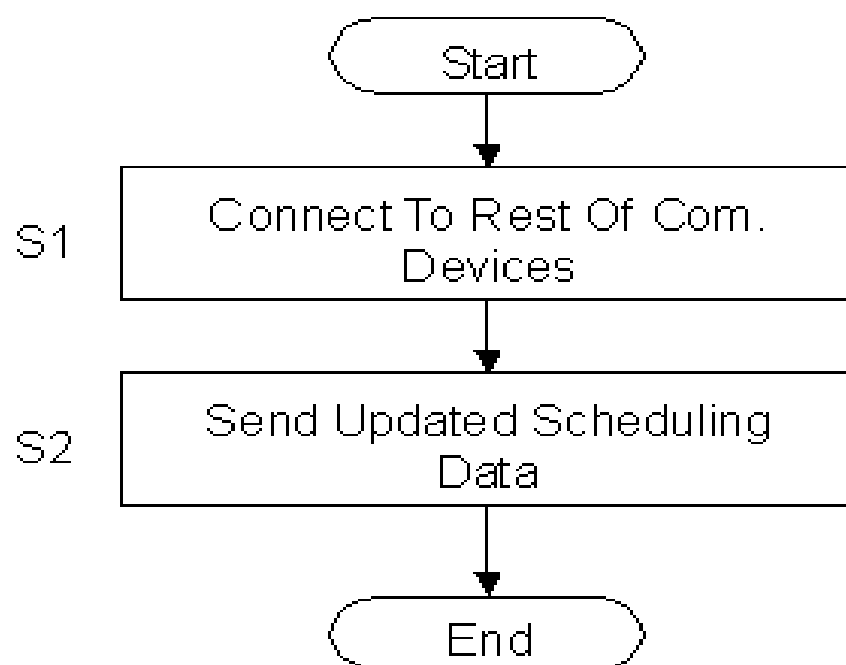 Start
S1
Connect To Rest Of Com.
Devices
S2
Send Updated Scheduling
Data
End